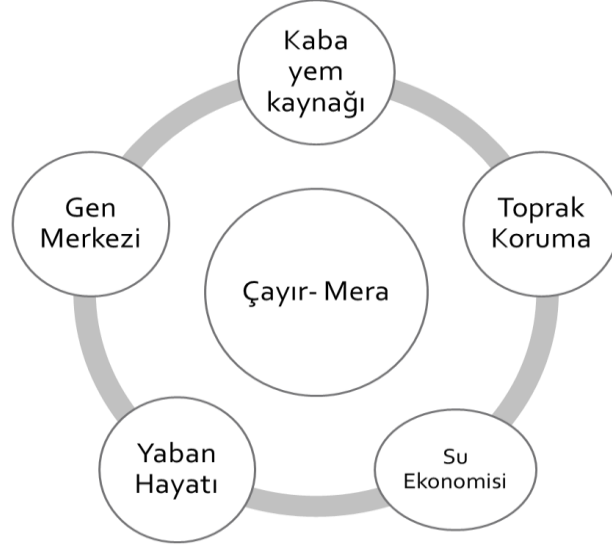 Kaba
yem
kaynağı
Gen
Merkezi
Toprak
Koruma
Çayır- Mera
Yaban
Hayatı
Su
Ekonomisi